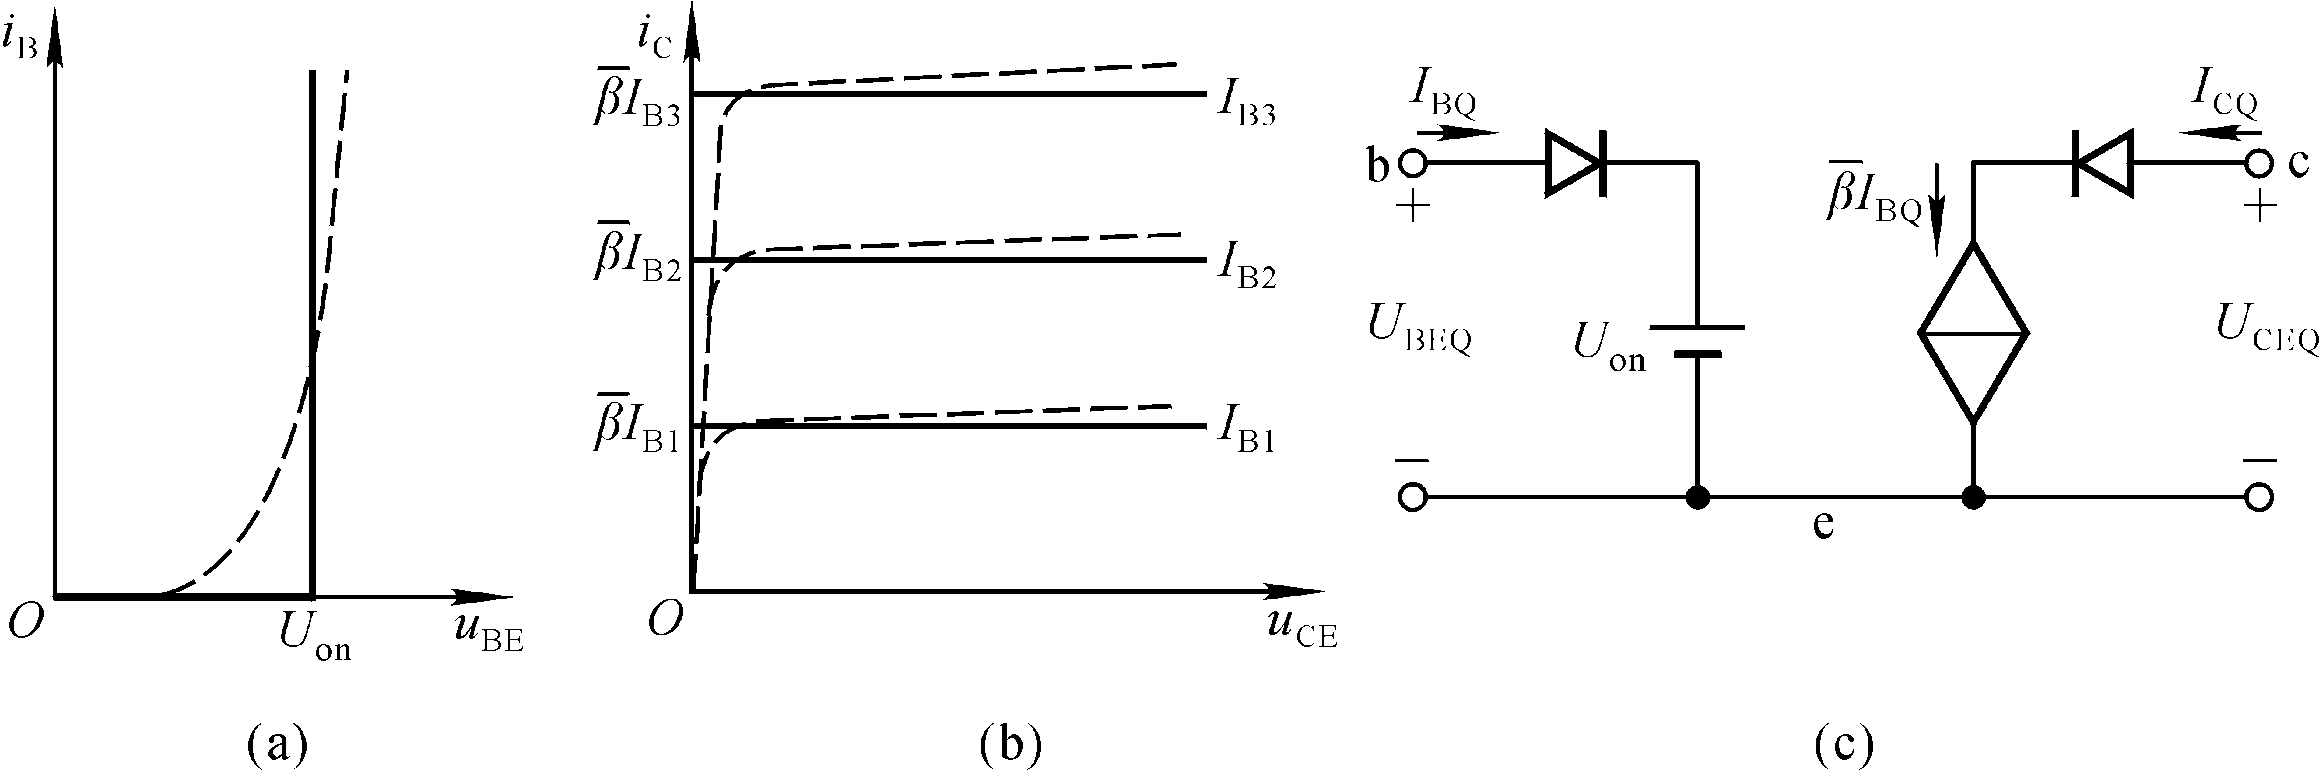 i_B
O
U_on
u_BE
(a)
i_C
β̅I_B3
I_B3
β̅I_B2
I_B2
β̅I_B1
I_B1
O
u_CE
(b)
I_BQ
I_CQ
b
β̅I_BQ
c
+
+
U_BEQ
U_on
U_CEQ
−
−
e
(c)